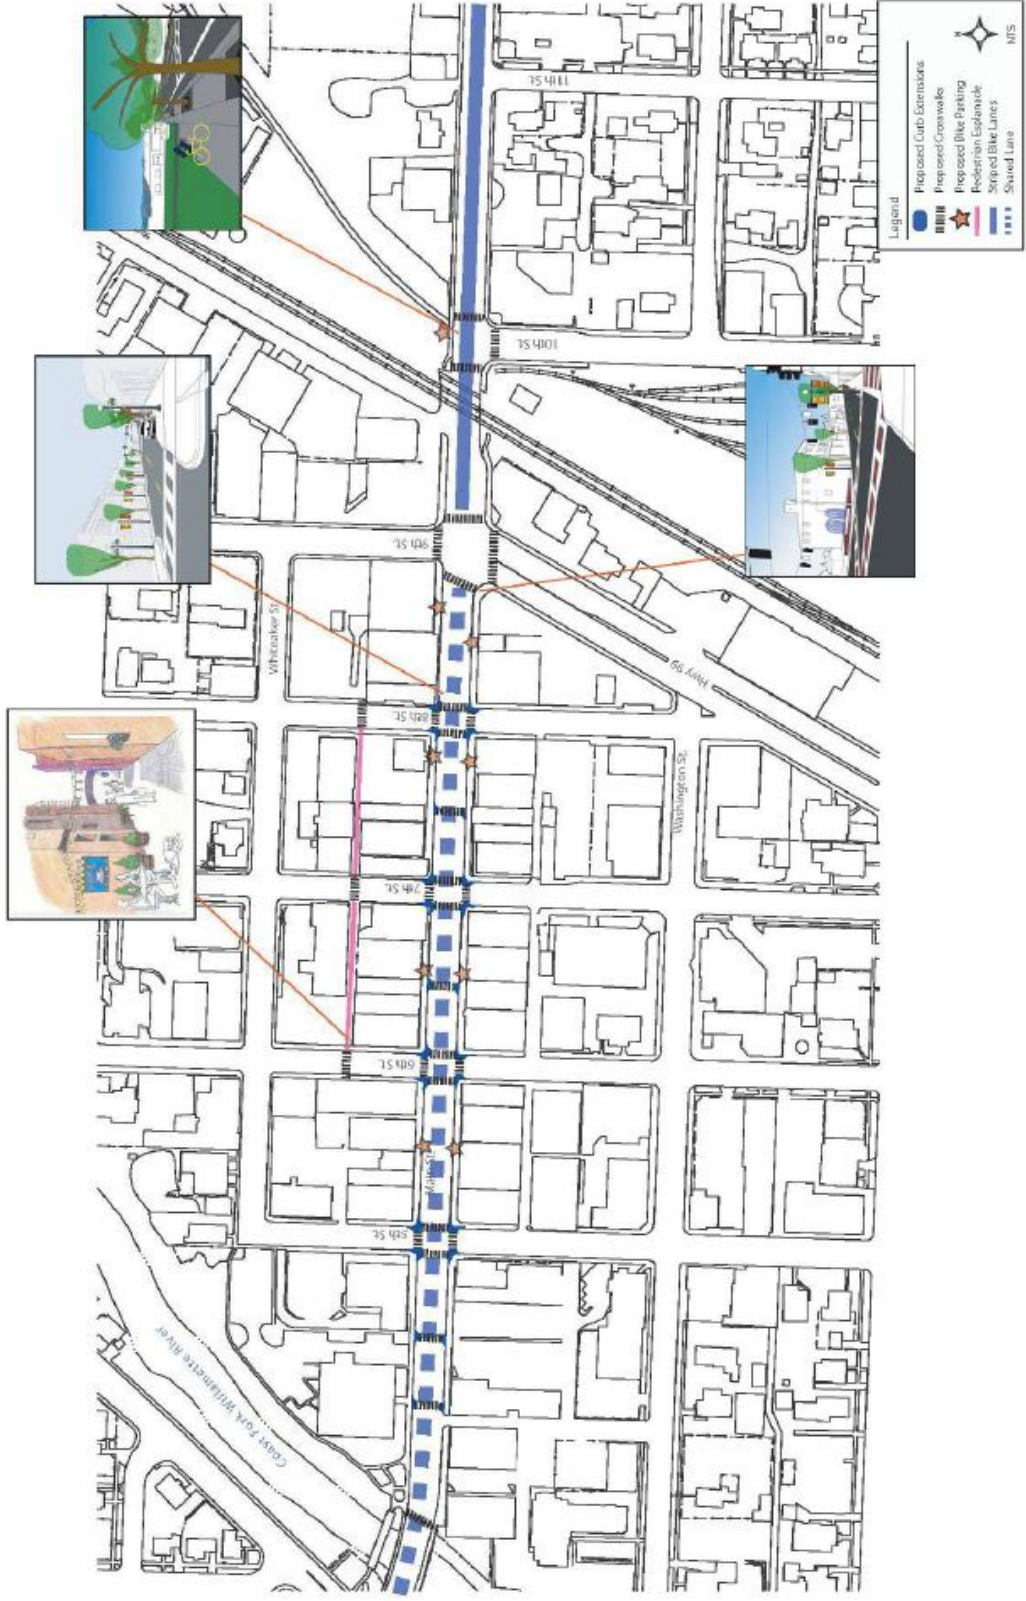 11th St.
10th St.
9th St.
Whiteaker St.
Hwy 99
8th St.
Washington St.
7th St.
6th St.
5th St.
Coast Fork Willamette River
Legend
Proposed Curb Extensions
Proposed Crosswalks
Proposed Bike Parking
Pedestrian Esplanade
Striped Bike Lanes
Shared Lane
N
NTS